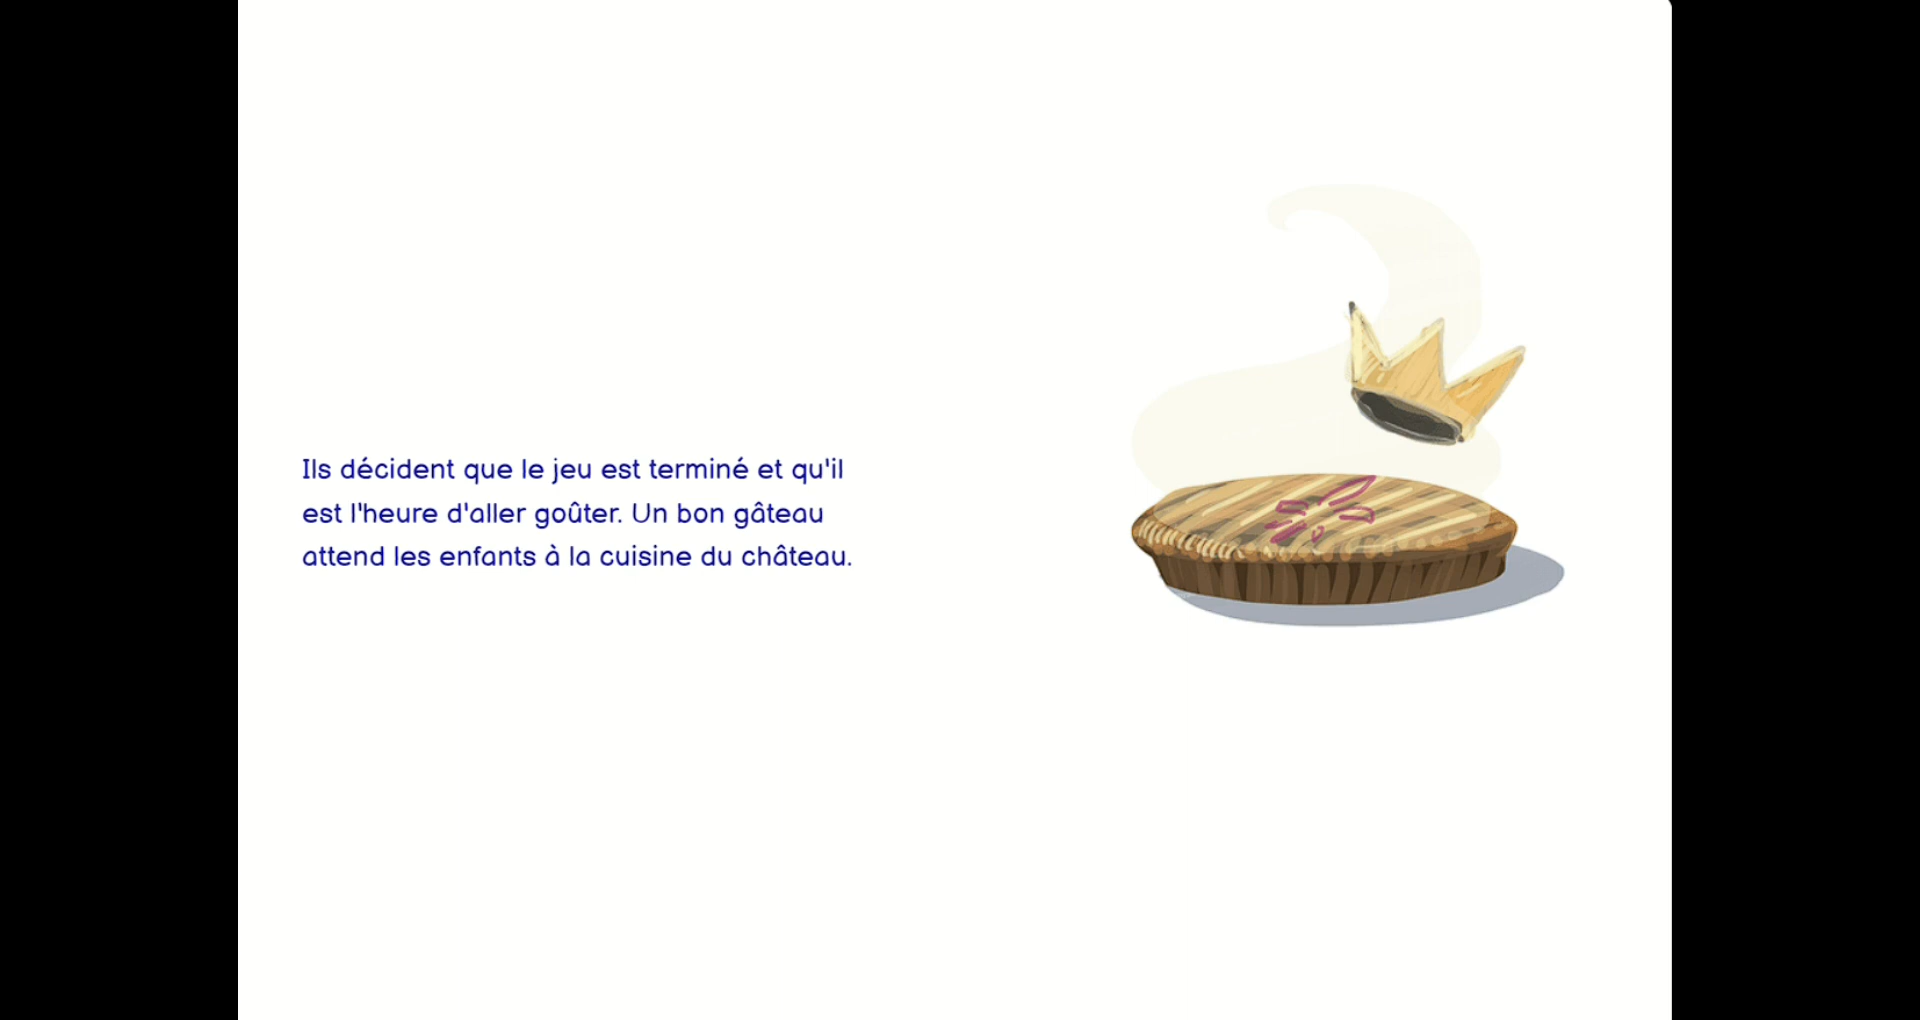 Ils décident que le jeu est terminé et qu'il
est l'heure d'aller goûter. Un bon gâteau
attend les enfants à la cuisine du château.